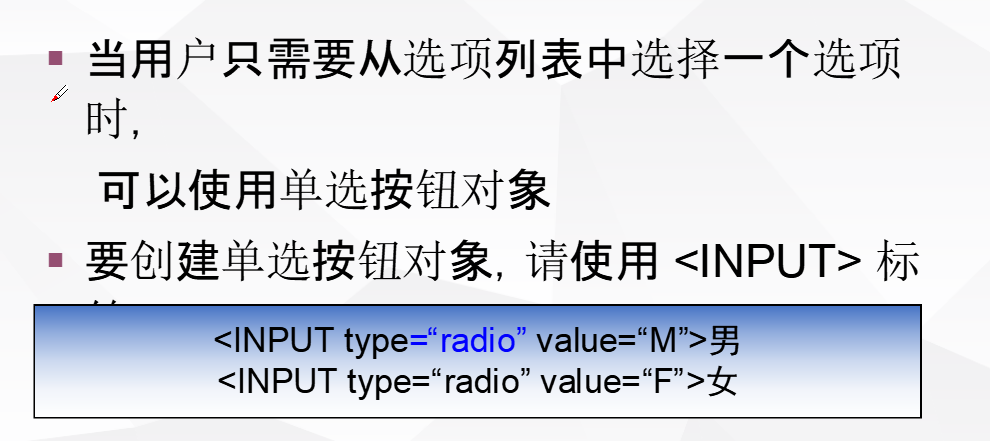 当用户只需要从选项列表中选择一个选项
时,
可以使用单选按钮对象
要创建单选按钮对象, 请使用 <INPUT> 标
<INPUT type=“radio” value=“M”>男
<INPUT type=“radio” value=“F”>女